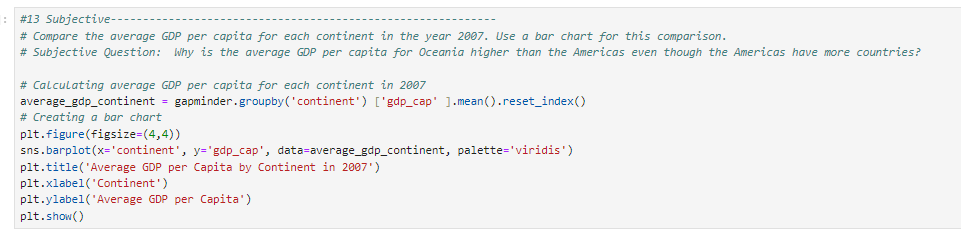 :
#13 Subjective-------------------------------------------------------
# Compare the average GDP per capita for each continent in the year 2007. Use a bar chart for this comparison.
# Subjective Question:  Why is the average GDP per capita for Oceania higher than the Americas even though the Americas have more countries?

# Calculating average GDP per capita for each continent in 2007
average_gdp_continent = gapminder.groupby('continent') ['gdp_cap' ].mean().reset_index()
# Creating a bar chart
plt.figure(figsize=(4,4))
sns.barplot(x='continent', y='gdp_cap', data=average_gdp_continent, palette='viridis')
plt.title('Average GDP per Capita by Continent in 2007')
plt.xlabel('Continent')
plt.ylabel('Average GDP per Capita')
plt.show()